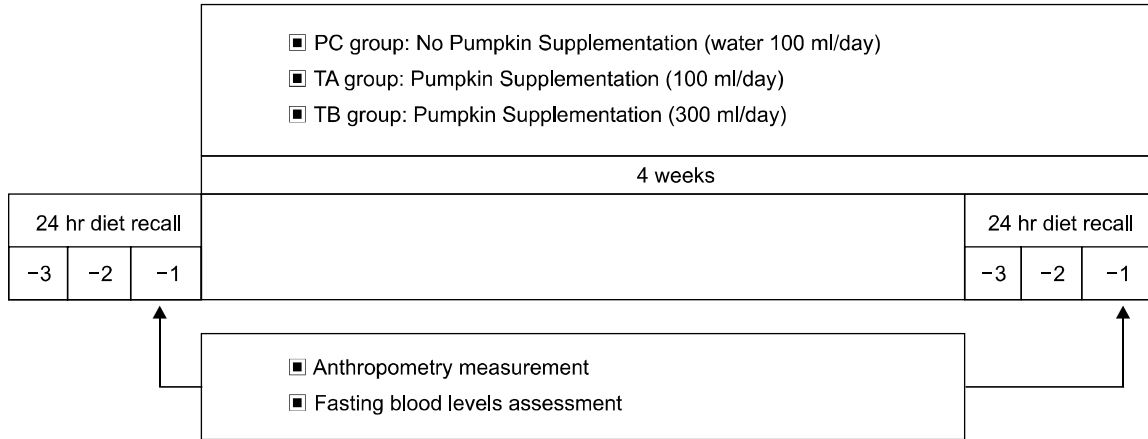 ▣ PC group: No Pumpkin Supplementation (water 100 ml/day)
▣ TA group: Pumpkin Supplementation (100 ml/day)
▣ TB group: Pumpkin Supplementation (300 ml/day)
4 weeks
24 hr diet recall
24 hr diet recall
−3 −2 −1
−3 −2 −1
▣ Anthropometry measurement
▣ Fasting blood levels assessment